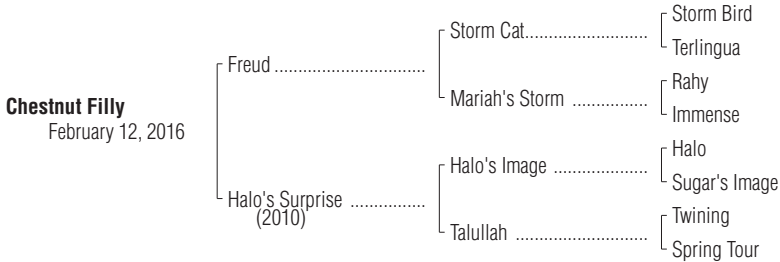 Chestnut Filly
February 12, 2016
Freud ..............................
Halo's Surprise ...............
(2010)
Storm Cat.........................
Mariah's Storm ...............
Halo's Image ...................
Talullah ...........................
Storm Bird
Terlingua
Rahy
Immense
Halo
Sugar's Image
Twining
Spring Tour